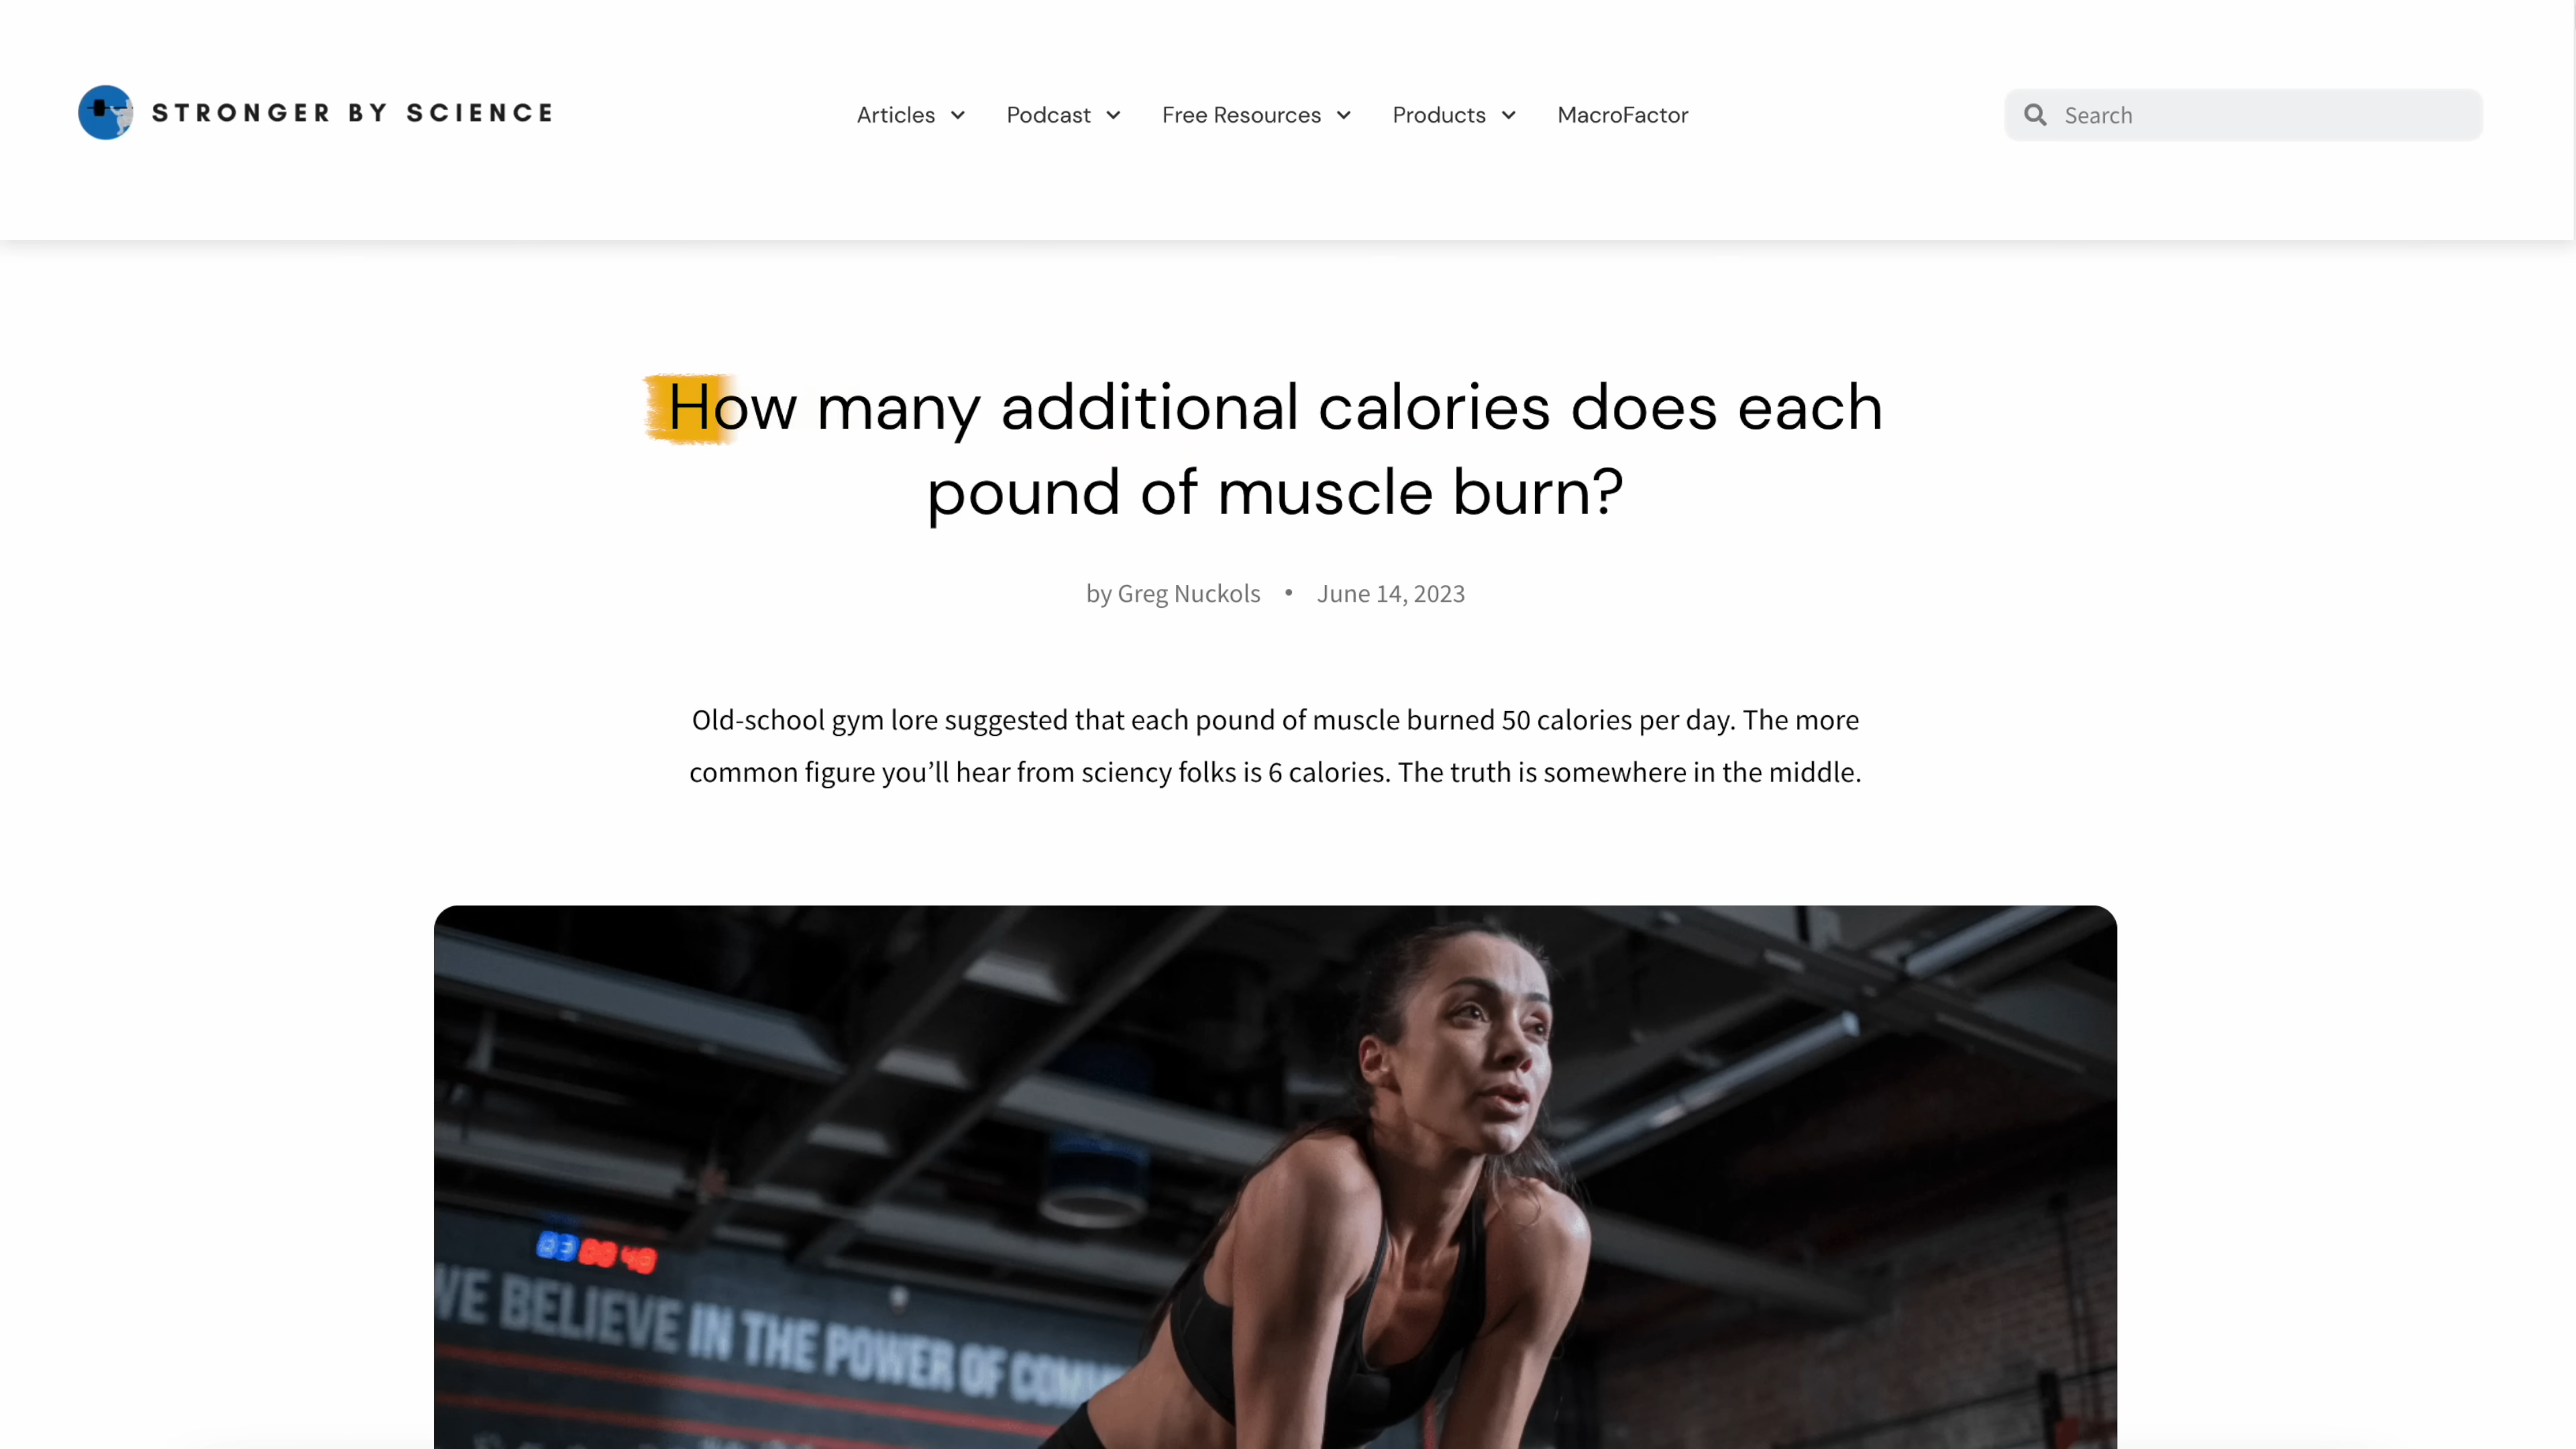 STRONGER BY SCIENCE
Articles
Podcast
Free Resources
Products
MacroFactor
Search
How many additional calories does each
pound of muscle burn?
by Greg Nuckols • June 14, 2023
Old-school gym lore suggested that each pound of muscle burned 50 calories per day. The more
common figure you’ll hear from sciency folks is 6 calories. The truth is somewhere in the middle.
WE BELIEVE IN THE POWER OF